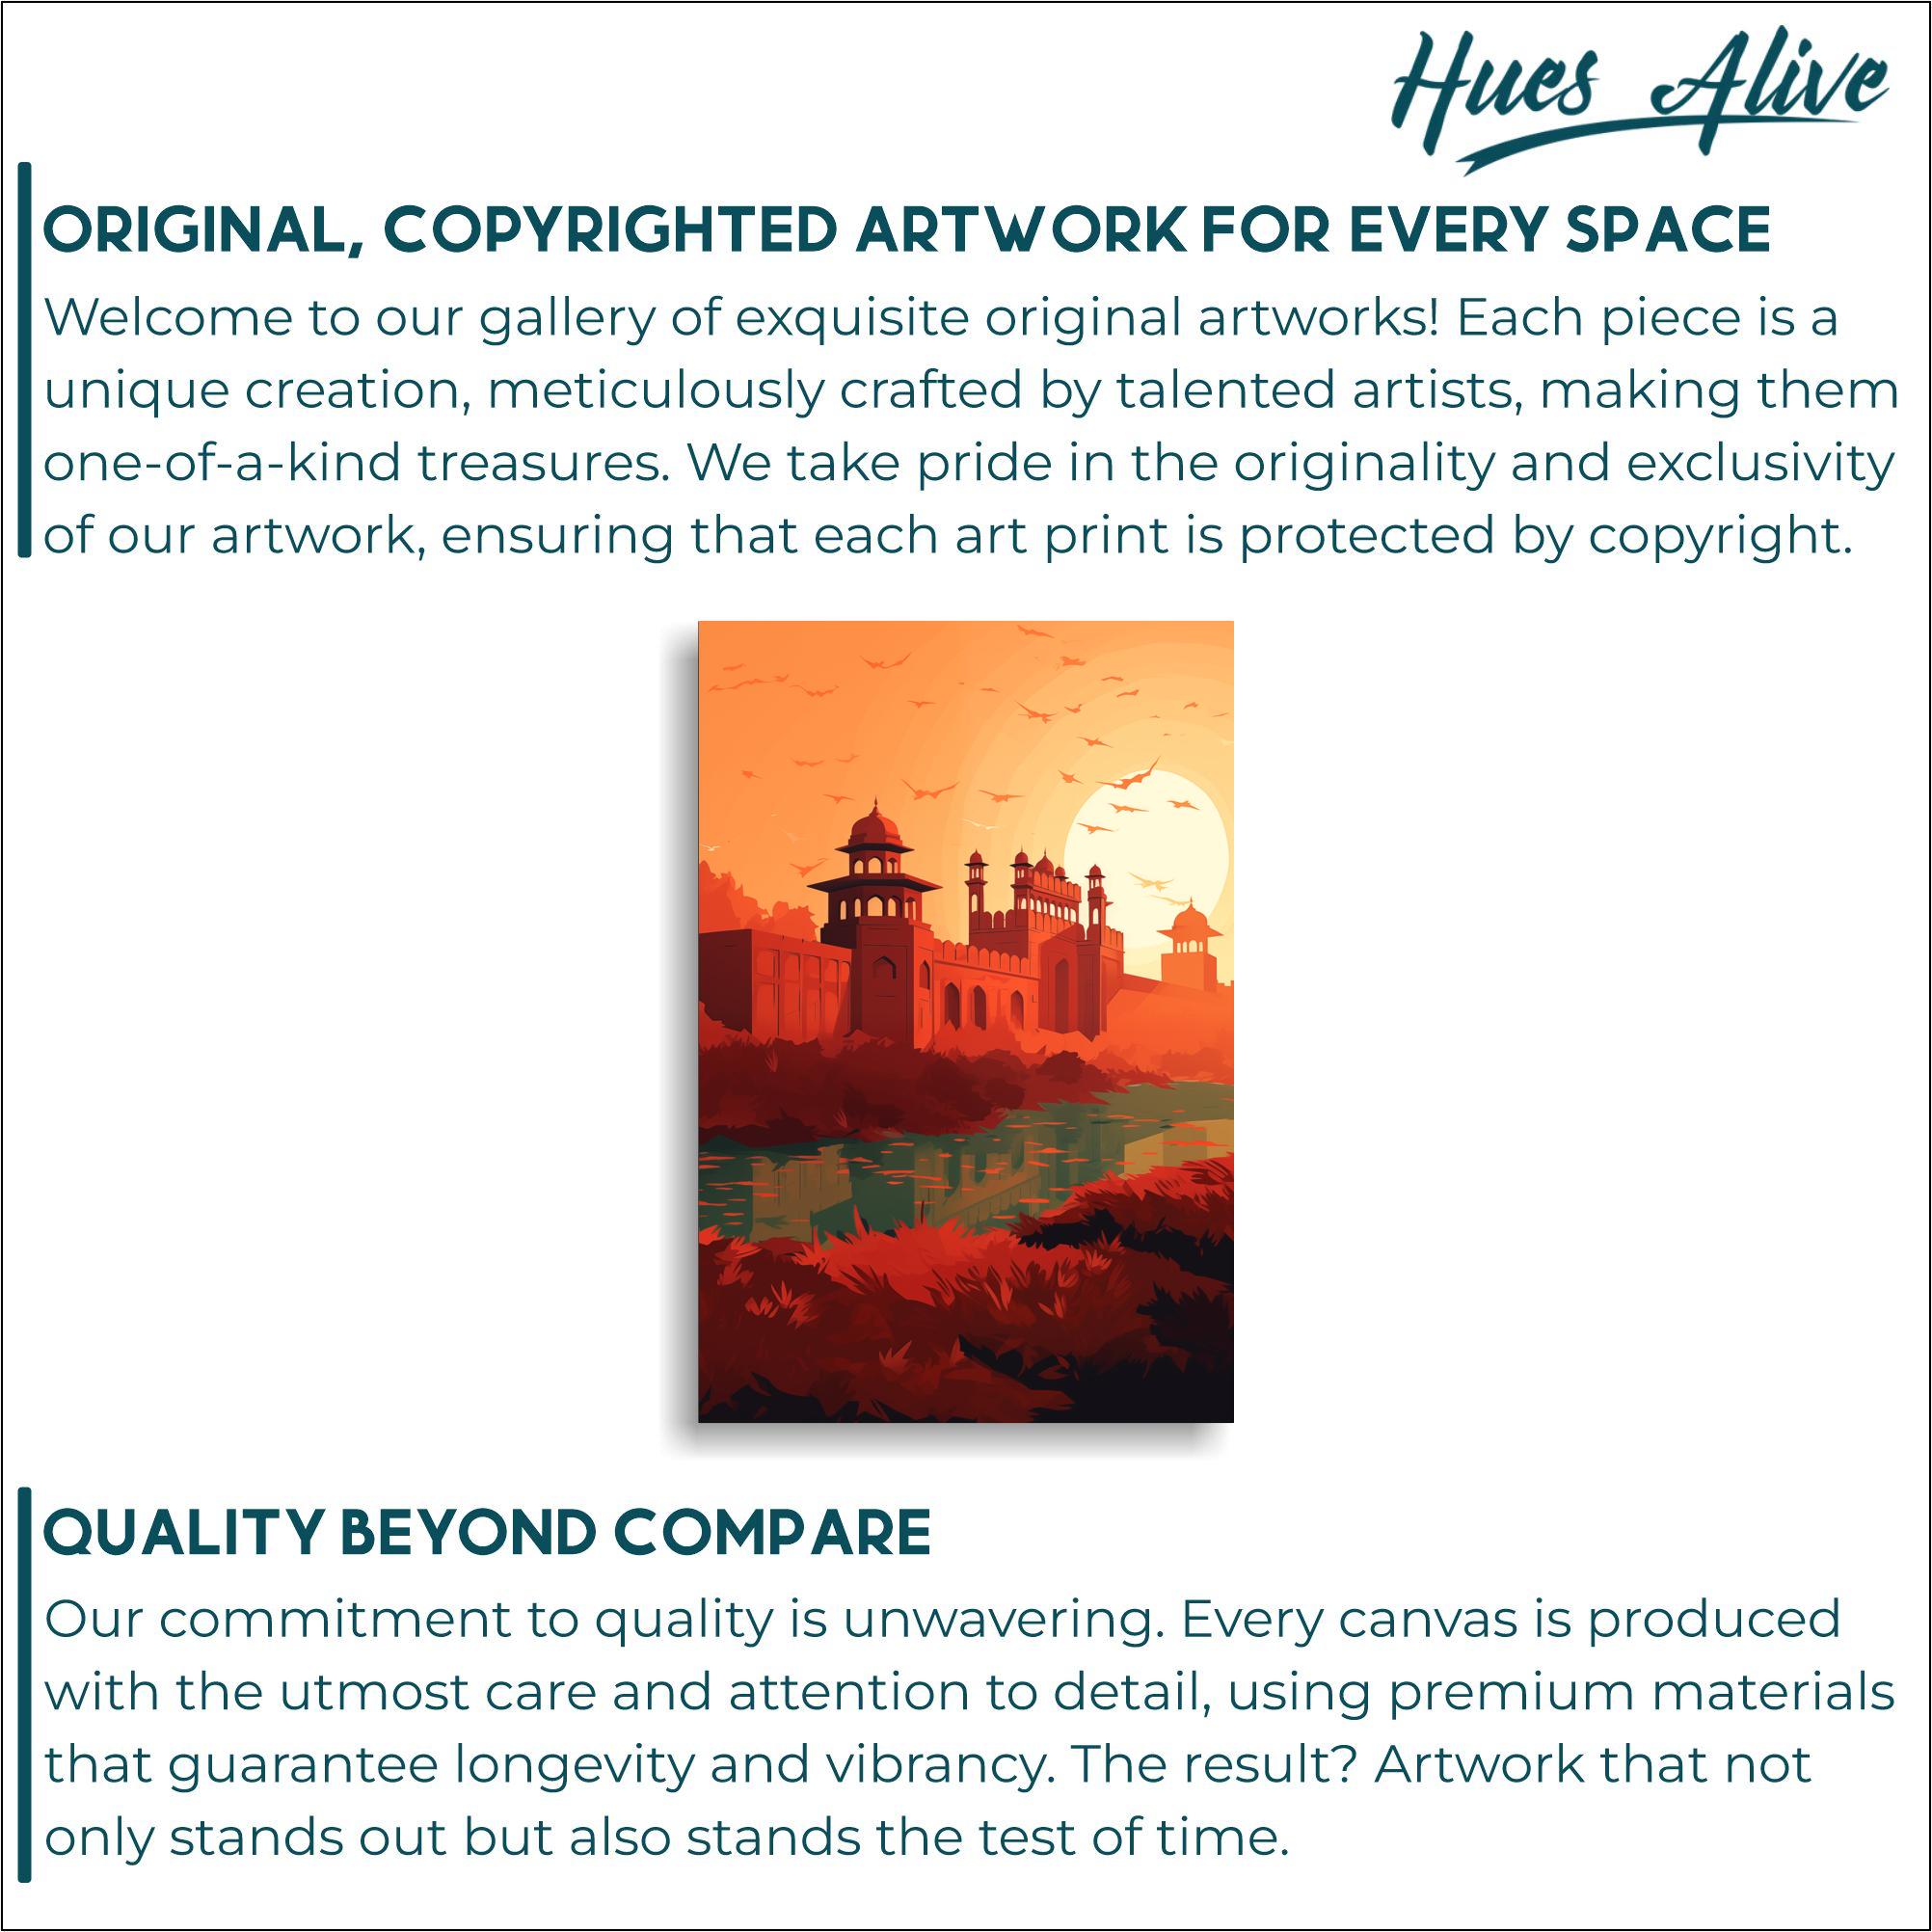 Hues Alive
ORIGINAL, COPYRIGHTED ARTWORK FOR EVERY SPACE
Welcome to our gallery of exquisite original artworks! Each piece is a
unique creation, meticulously crafted by talented artists, making them
one-of-a-kind treasures. We take pride in the originality and exclusivity
of our artwork, ensuring that each art print is protected by copyright.
QUALITY BEYOND COMPARE
Our commitment to quality is unwavering. Every canvas is produced
with the utmost care and attention to detail, using premium materials
that guarantee longevity and vibrancy. The result? Artwork that not
only stands out but also stands the test of time.